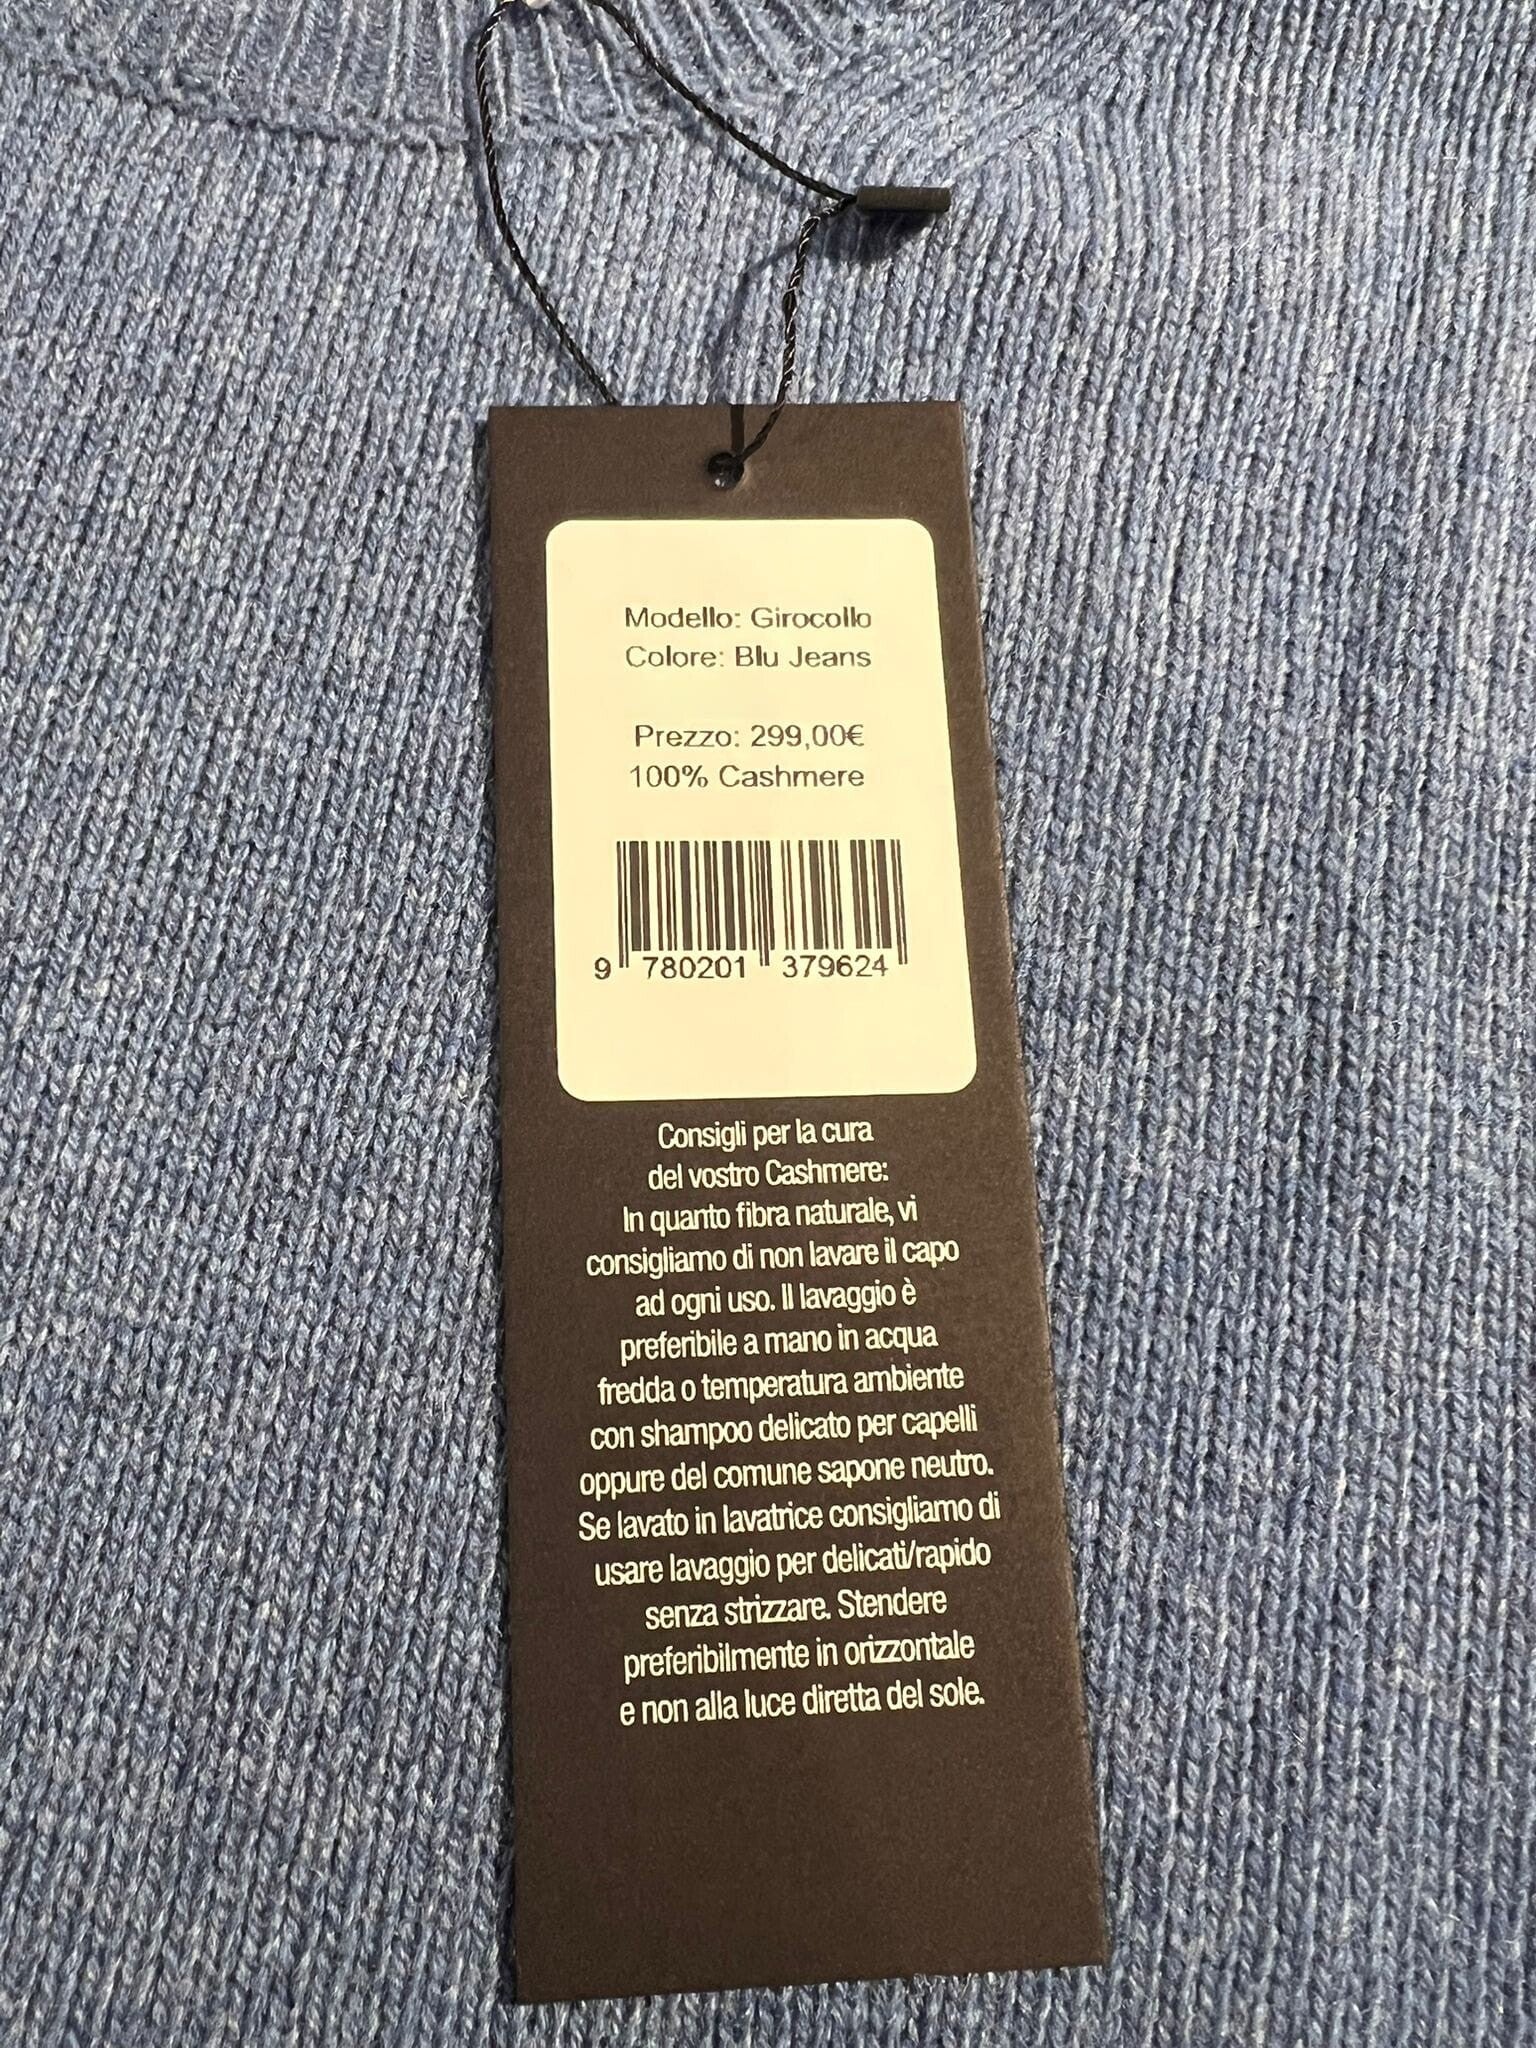 Modello: Girocollo
Colore: Blu Jeans
Prezzo: 299,00€
100% Cashmere
9 780201 379624
Consigli per la cura
del vostro Cashmere:
In quanto fibra naturale, vi
consigliamo di non lavare il capo
ad ogni uso. Il lavaggio è
preferibile a mano in acqua
fredda o temperatura ambiente
con shampoo delicato per capelli
oppure del comune sapone neutro.
Se lavato in lavatrice consigliamo di
usare lavaggio per delicati/rapido
senza strizzare. Stendere
preferibilmente in orizzontale
e non alla luce diretta del sole.